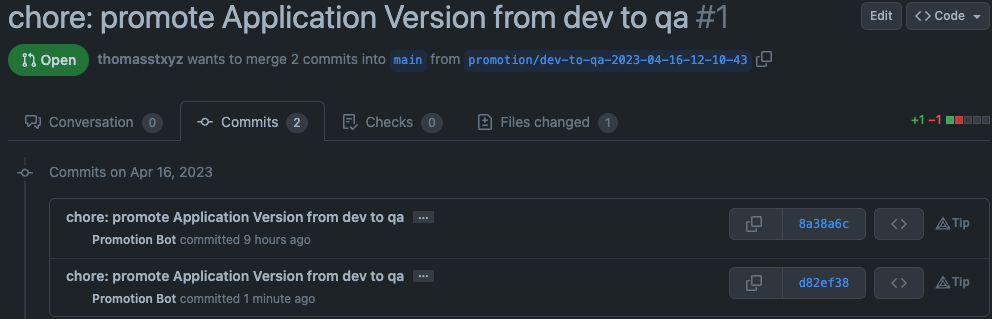 chore: promote Application Version from dev to qa #1
Edit
<> Code
Open
thomasstxyz wants to merge 2 commits into main from promotion/dev-to-qa-2023-04-16-12-10-43
Conversation 0
Commits 2
Checks 0
Files changed 1
+1 −1
Commits on Apr 16, 2023
chore: promote Application Version from dev to qa ...
8a38a6c
<>
Tip
Promotion Bot committed 9 hours ago
chore: promote Application Version from dev to qa ...
d82ef38
<>
Tip
Promotion Bot committed 1 minute ago